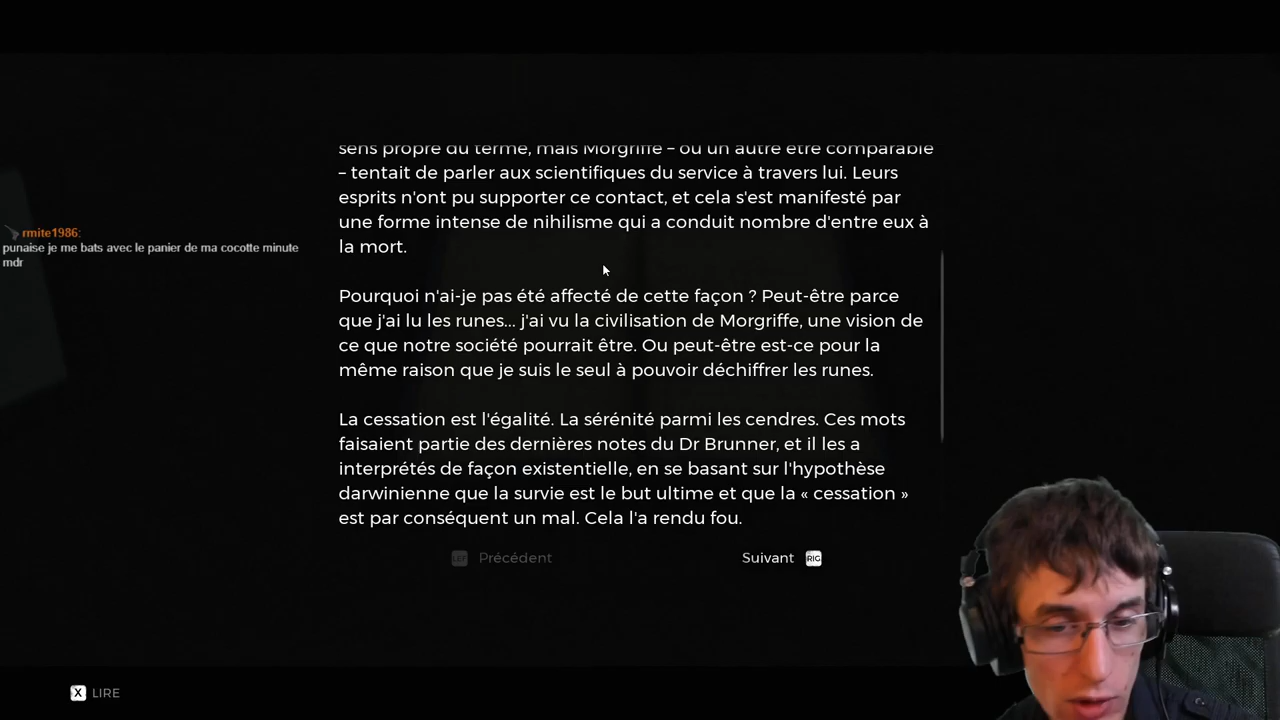 sens propre du terme, mais Morgriffe – ou un autre être comparable
– tentait de parler aux scientifiques du service à travers lui. Leurs
esprits n'ont pu supporter ce contact, et cela s'est manifesté par
une forme intense de nihilisme qui a conduit nombre d'entre eux à
la mort.
rmite1986:
punaise je me bats avec le panier de ma cocotte minute
mdr
Pourquoi n'ai-je pas été affecté de cette façon ? Peut-être parce
que j'ai lu les runes... j'ai vu la civilisation de Morgriffe, une vision de
ce que notre société pourrait être. Ou peut-être est-ce pour la
même raison que je suis le seul à pouvoir déchiffrer les runes.
La cessation est l'égalité. La sérénité parmi les cendres. Ces mots
faisaient partie des dernières notes du Dr Brunner, et il les a
interprétés de façon existentielle, en se basant sur l'hypothèse
darwinienne que la survie est le but ultime et que la « cessation »
est par conséquent un mal. Cela l'a rendu fou.
Précédent
Suivant RIG
X LIRE